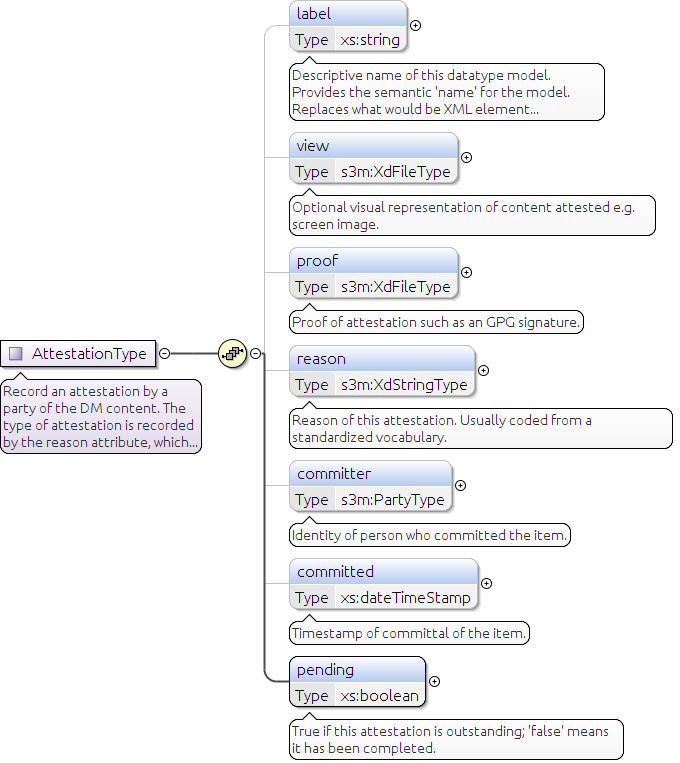 label
Type xs:string
Descriptive name of this datatype model.
Provides the semantic 'name' for the model.
Replaces what would be XML element...
view
Type s3m:XdFileType
Optional visual representation of content attested e.g.
screen image.
proof
Type s3m:XdFileType
Proof of attestation such as an GPG signature.
AttestationType
Record an attestation by a
party of the DM content. The
type of attestation is recorded
by the reason attribute, which...
reason
Type s3m:XdStringType
Reason of this attestation. Usually coded from a
standardized vocabulary.
committer
Type s3m:PartyType
Identity of person who committed the item.
committed
Type xs:dateTimeStamp
Timestamp of committal of the item.
pending
Type xs:boolean
True if this attestation is outstanding; 'false' means
it has been completed.